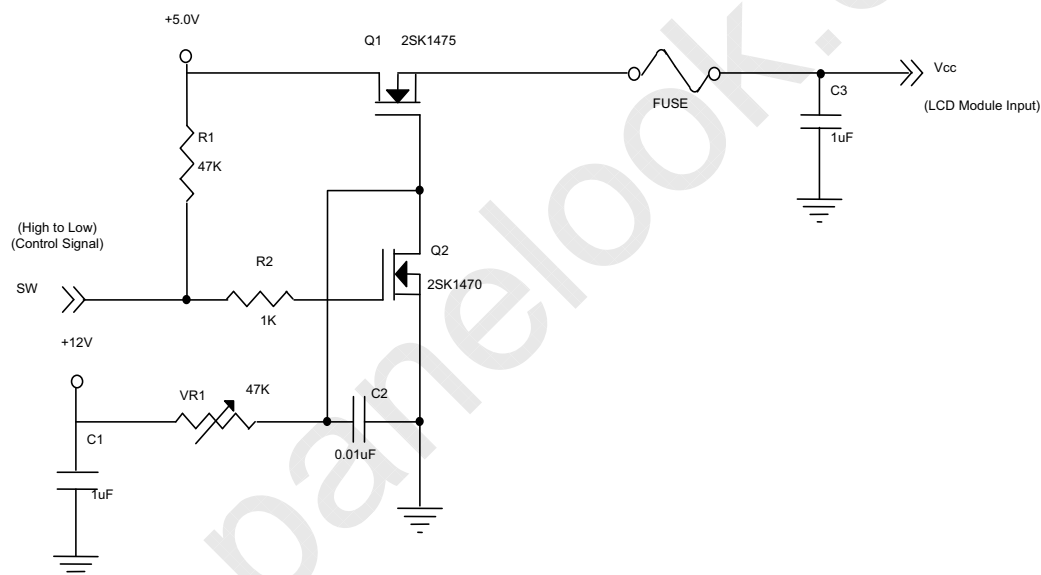 +5.0V
Q1 2SK1475
Vcc
C3
(LCD Module Input)
FUSE
1uF
R1
47K
(High to Low)
(Control Signal)
SW
R2
1K
Q2
2SK1470
+12V
VR1
47K
C2
0.01uF
C1
1uF
panelook.